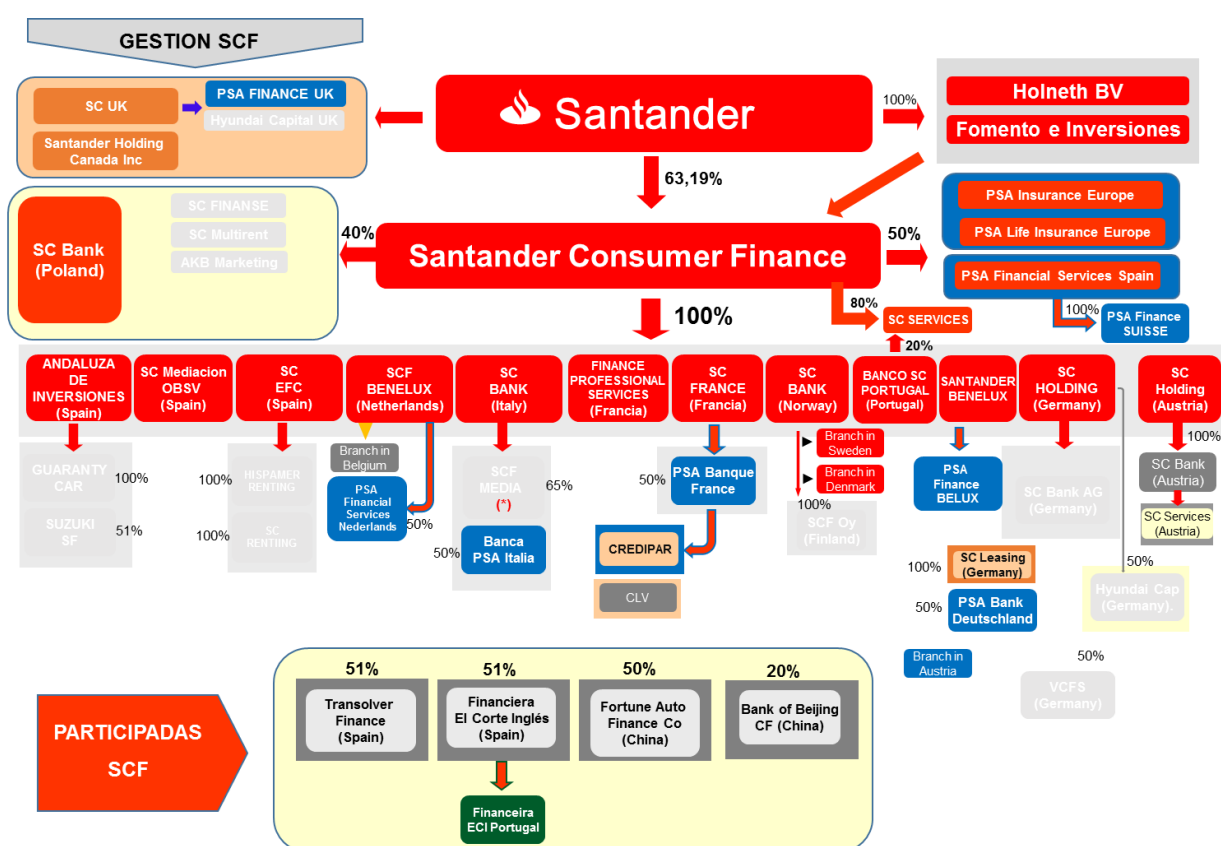 GESTION SCF
SC UK
PSA FINANCE UK
Hyundai Capital UK
Santander Holding
Canada Inc
Santander
100%
Holneth BV
Fomento e Inversiones
63,19%
SC Bank
(Poland)
SC FINANSE
SC Multirent
AKB Marketing
40%
Santander Consumer Finance
50%
PSA Insurance Europe
PSA Life Insurance Europe
PSA Financial Services Spain
100%
PSA Finance
SUISSE
100%
80%
SC SERVICES
20%
ANDALUZA
DE
INVERSIONES
(Spain)
SC Mediacion
OBSV
(Spain)
SC
EFC
(Spain)
SCF
BENELUX
(Netherlands)
SC
BANK
(Italy)
FINANCE
PROFESSIONAL
SERVICES
(Francia)
SC
FRANCE
(Francia)
SC
BANK
(Norway)
BANCO SC
PORTUGAL
(Portugal)
SANTANDER
BENELUX
SC
HOLDING
(Germany)
SC
Holding
(Austria)
GUARANTY
CAR
100%
SUZUKI
SF
51%
100%
HISPAMER
RENTING
100%
SC
RENTIING
Branch in
Belgium
PSA
Financial
Services
Nederlands
50%
SCF
MEDIA
(*)
65%
50%
Banca
PSA Italia
50%
PSA Banque
France
CREDIPAR
CLV
Branch in
Sweden
Branch in
Denmark
100%
SCF Oy
(Finland)
PSA
Finance
BELUX
SC Bank AG
(Germany)
100%
SC Leasing
(Germany)
50%
PSA Bank
Deutschland
Branch in
Austria
50%
Hyundai Cap
(Germany).
50%
VCFS
(Germany)
100%
SC Bank
(Austria)
SC Services
(Austria)
PARTICIPADAS
SCF
51%
Transolver
Finance
(Spain)
51%
Financiera
El Corte Inglés
(Spain)
50%
Fortune Auto
Finance Co
(China)
20%
Bank of Beijing
CF (China)
Financeira
ECI Portugal